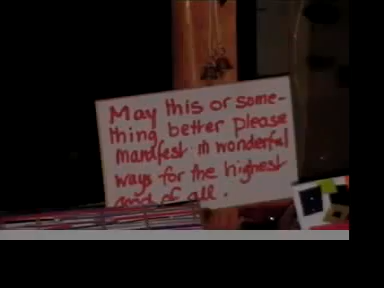 May this or some-
thing better please
manifest in wonderful
ways for the highest
good of all.